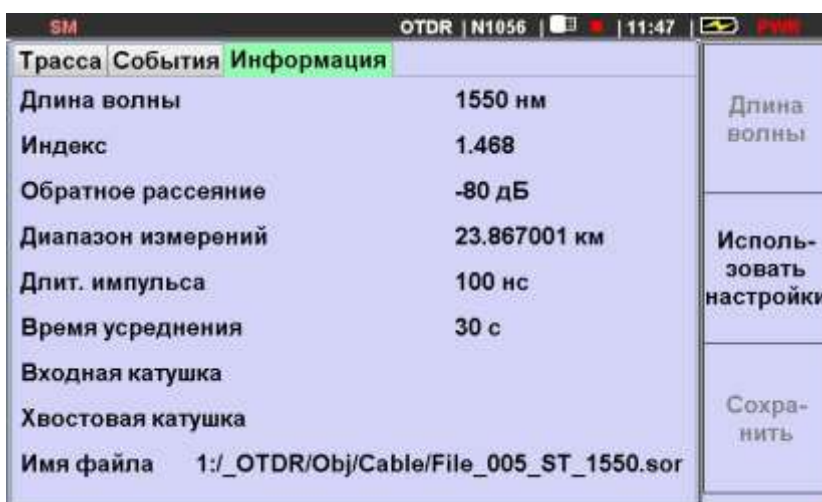 SM OTDR | N1056 | | 11:47 | PWR
Трасса События Информация
Длина волны 1550 нм
Индекс 1.468
Обратное рассеяние -80 дБ
Диапазон измерений 23.867001 км
Длит. импульса 100 нс
Время усреднения 30 с
Входная катушка
Хвостовая катушка
Имя файла 1:/_OTDR/Obj/Cable/File_005_ST_1550.sor
Длина
волны
Исполь-
зовать
настройки
Сохра-
нить